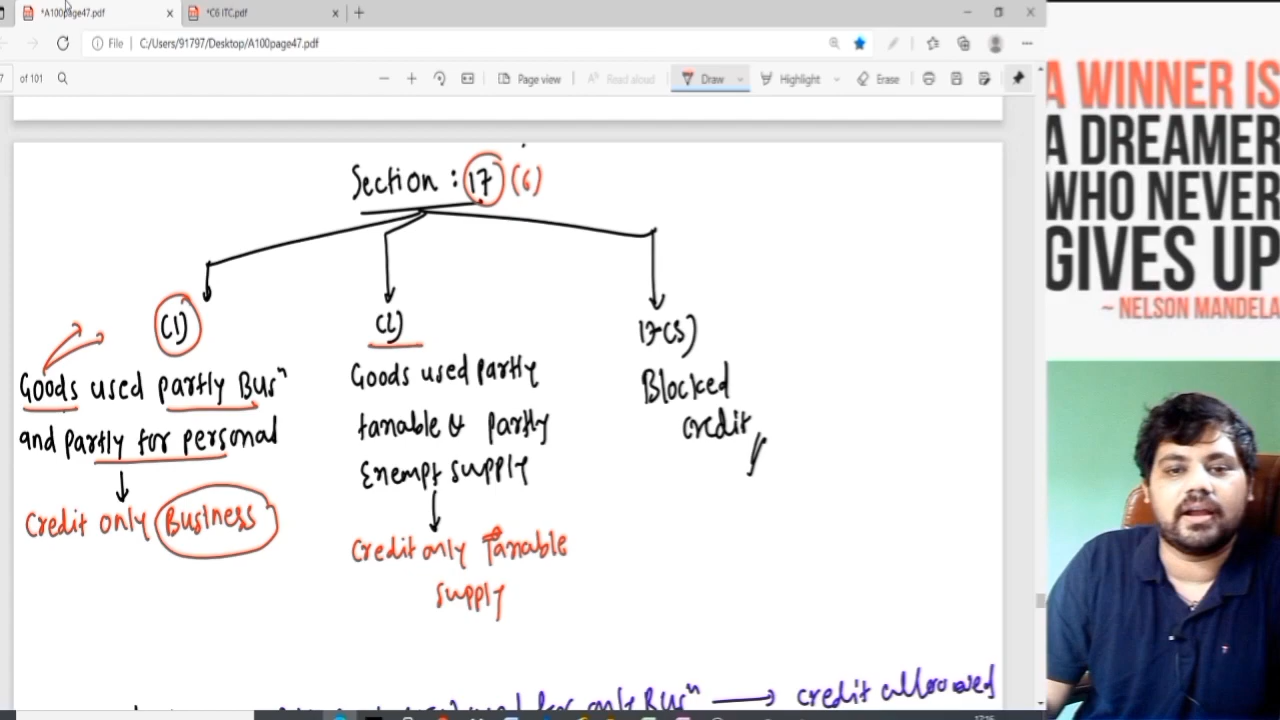 *A100page47.pdf
*C6 ITC.pdf
File
C:/Users/91797/Desktop/A100page47.pdf
of 101
Page view
Read aloud
Draw
Highlight
Erase
Section : 17 (6)
(1)
Goods used partly Busⁿ
and partly for personal
Credit only Business
(2)
Goods used partly
taxable & partly
Exempt supply
Credit only Taxable
supply
17(5)
Blocked
credit
for only Busⁿ → credit allowed
A WINNER IS
A DREAMER
WHO NEVER
GIVES UP
~ NELSON MANDELA